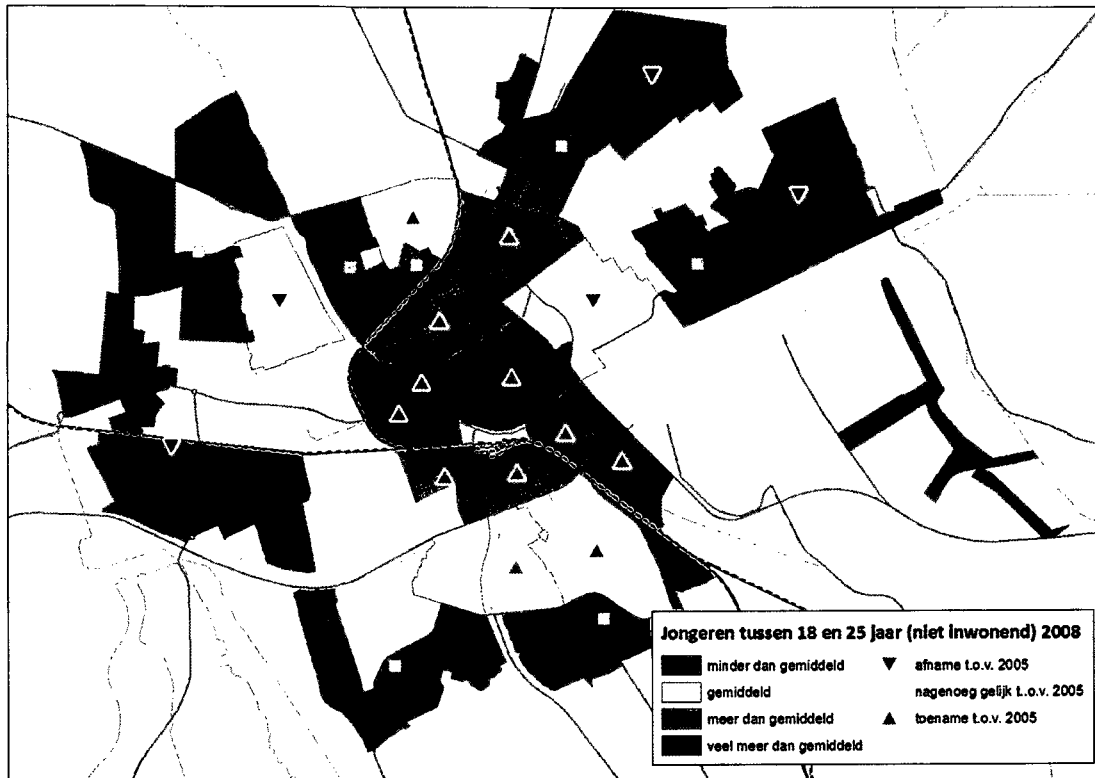 Jongeren tussen 18 en 25 jaar (niet inwonend) 2008
minder dan gemiddeld
afname t.o.v. 2005
gemiddeld
nagenoeg gelijk t.o.v. 2005
meer dan gemiddeld
toename t.o.v. 2005
veel meer dan gemiddeld